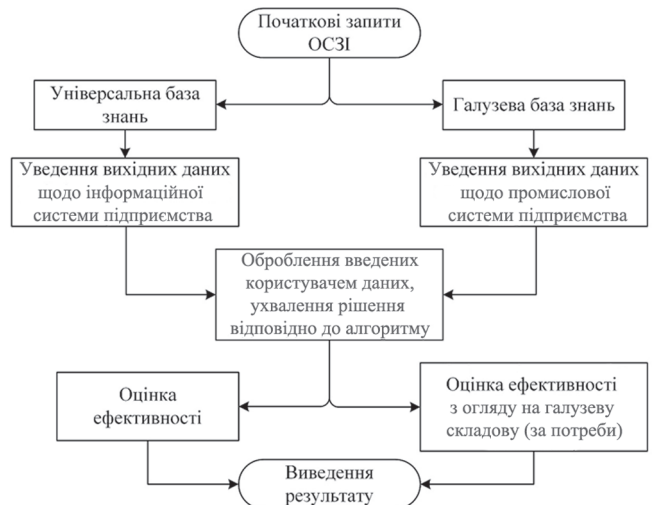 Початкові запити
ОСЗІ
Універсальна база
знань
Галузева база знань
Уведення вихідних даних
щодо інформаційної
системи підприємства
Уведення вихідних даних
щодо промислової
системи підприємства
Оброблення введених
користувачем даних,
ухвалення рішення
відповідно до алгоритму
Оцінка
ефективності
Оцінка ефективності
з огляду на галузеву
складову (за потреби)
Виведення
результату